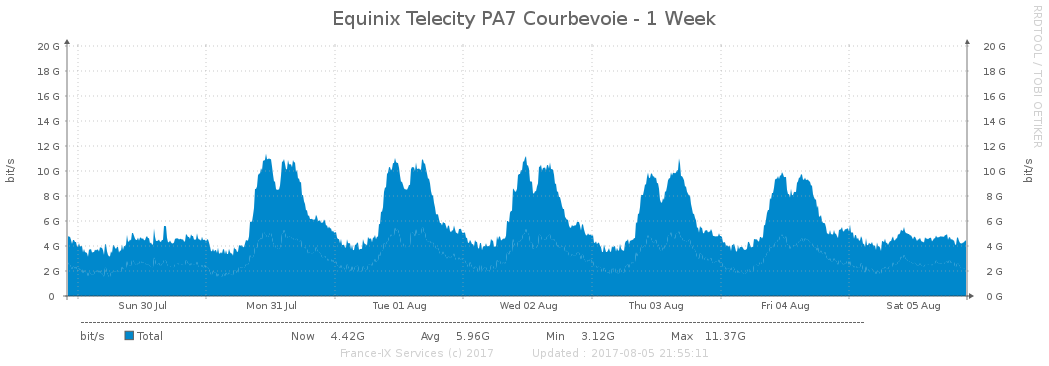 Equinix Telecity PA7 Courbevoie - 1 Week
RRDTOOL / TOBI OETIKER
bit/s
20 G 20 G
18 G 18 G
16 G 16 G
14 G 14 G
12 G 12 G
10 G 10 G
8 G 8 G
6 G 6 G
4 G 4 G
2 G 2 G
0 0 G
bit/s
Sun 30 Jul Mon 31 Jul Tue 01 Aug Wed 02 Aug Thu 03 Aug Fri 04 Aug Sat 05 Aug
bit/s Total Now 4.42G Avg 5.96G Min 3.12G Max 11.37G
France-IX Services (c) 2017 Updated : 2017-08-05 21:55:11